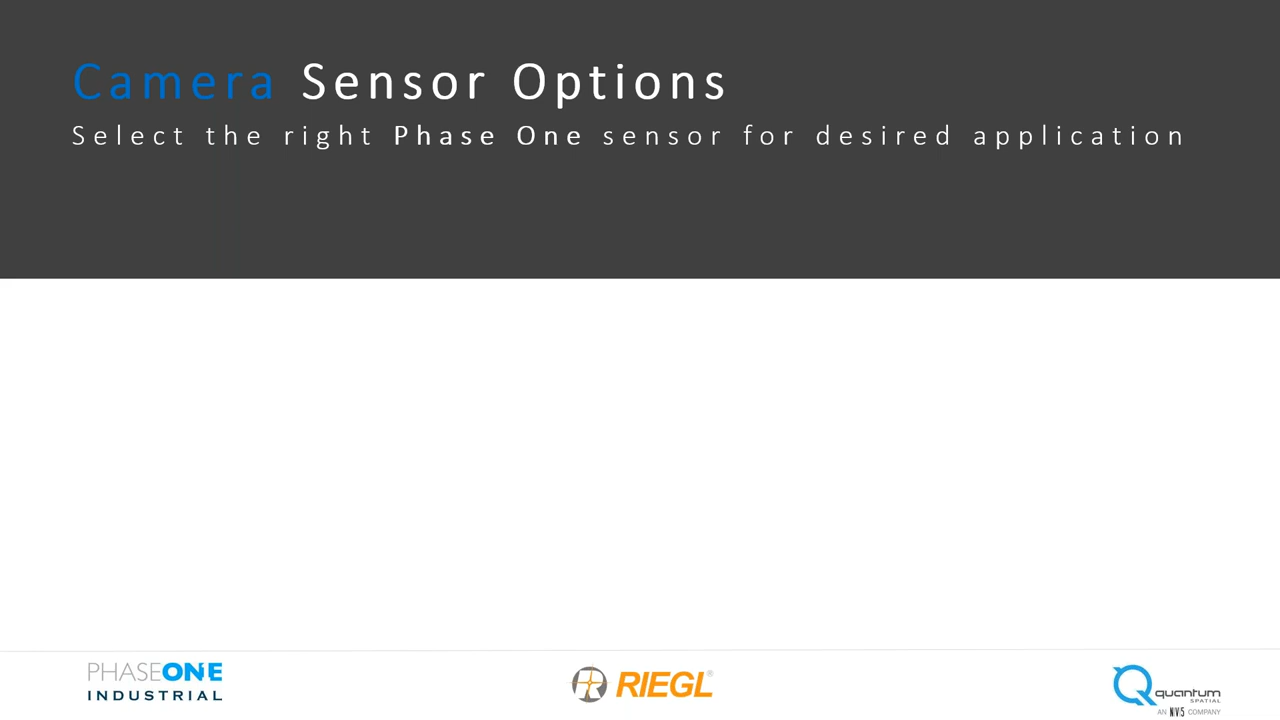 Camera Sensor Options
Select the right Phase One sensor for desired application
PHASEONE
INDUSTRIAL
RIEGL®
quantum
SPATIAL
AN NV5 COMPANY